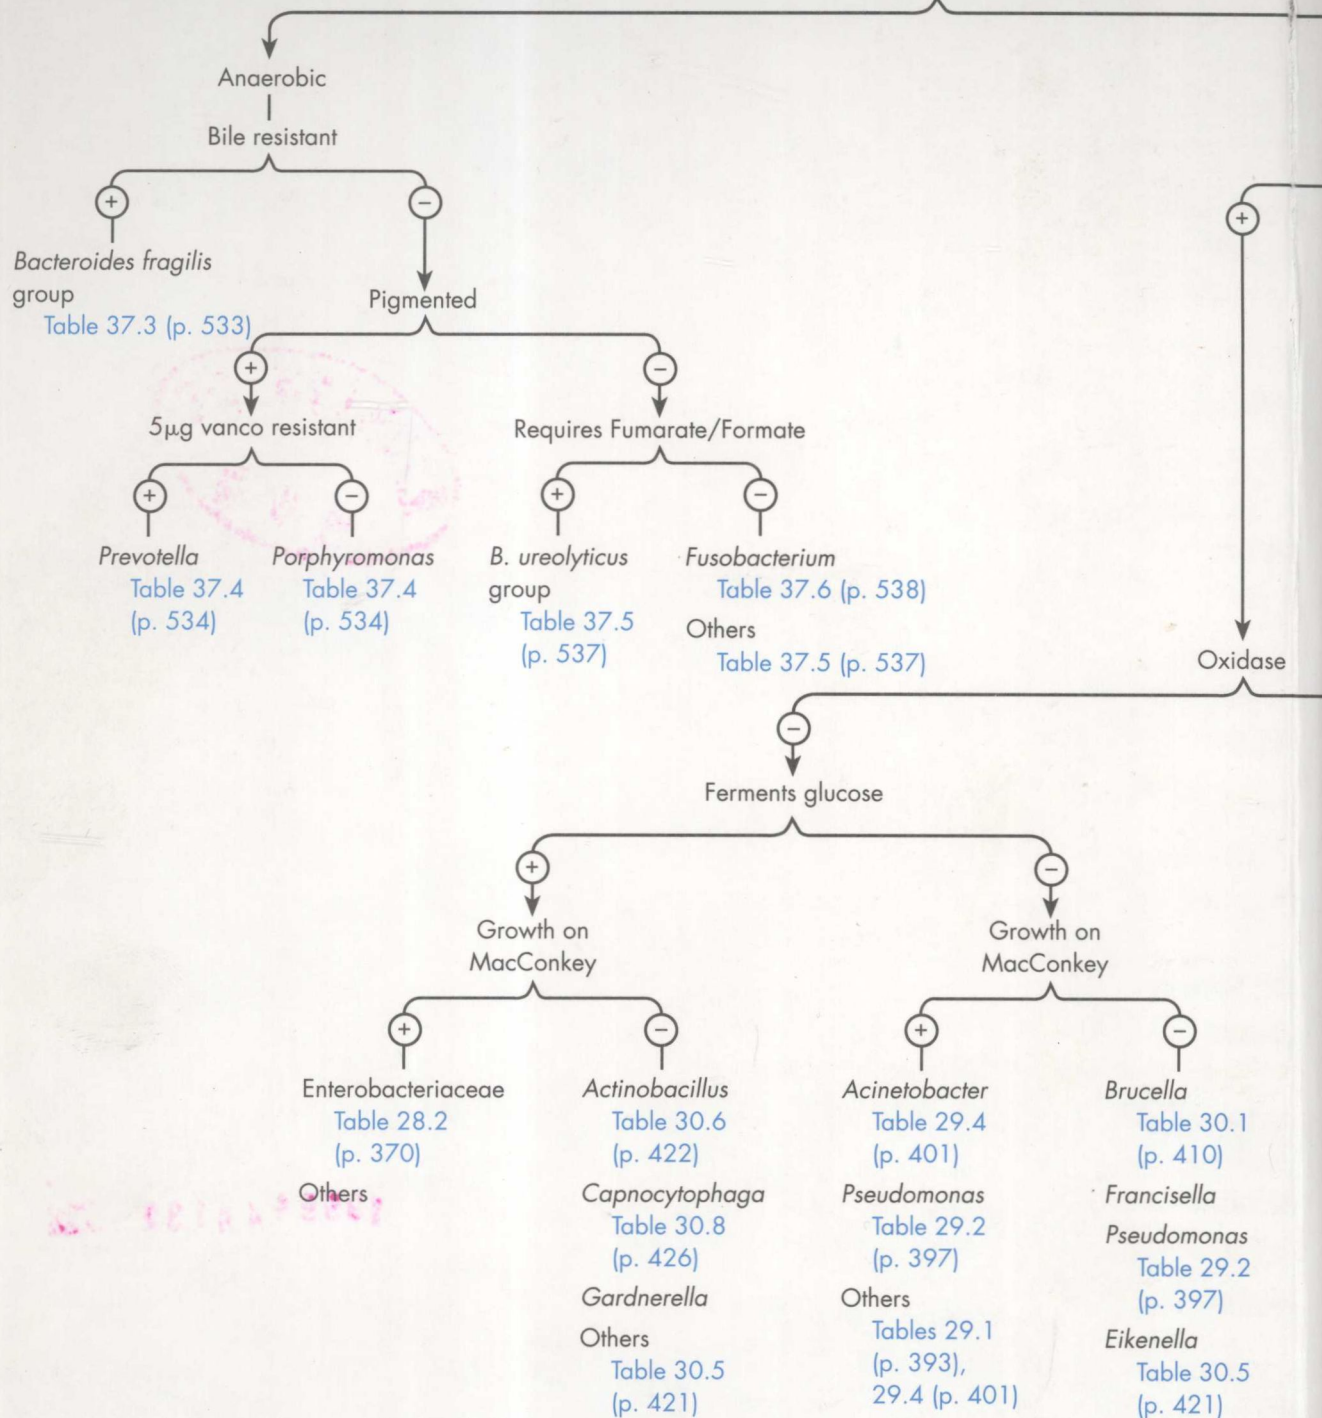 Anaerobic
Bile resistant
+
−
+
Bacteroides fragilis
group
Table 37.3 (p. 533)
Pigmented
+
−
5μg vanco resistant
Requires Fumarate/Formate
+
−
+
−
Prevotella
Table 37.4
(p. 534)
Porphyromonas
Table 37.4
(p. 534)
B. ureolyticus
group
Table 37.5
(p. 537)
Fusobacterium
Table 37.6 (p. 538)
Others
Table 37.5 (p. 537)
Oxidase
−
Ferments glucose
+
−
Growth on
MacConkey
Growth on
MacConkey
+
−
+
−
Enterobacteriaceae
Table 28.2
(p. 370)
Others
Actinobacillus
Table 30.6
(p. 422)
Capnocytophaga
Table 30.8
(p. 426)
Gardnerella
Others
Table 30.5
(p. 421)
Acinetobacter
Table 29.4
(p. 401)
Pseudomonas
Table 29.2
(p. 397)
Others
Tables 29.1
(p. 393),
29.4 (p. 401)
Brucella
Table 30.1
(p. 410)
Francisella
Pseudomonas
Table 29.2
(p. 397)
Eikenella
Table 30.5
(p. 421)